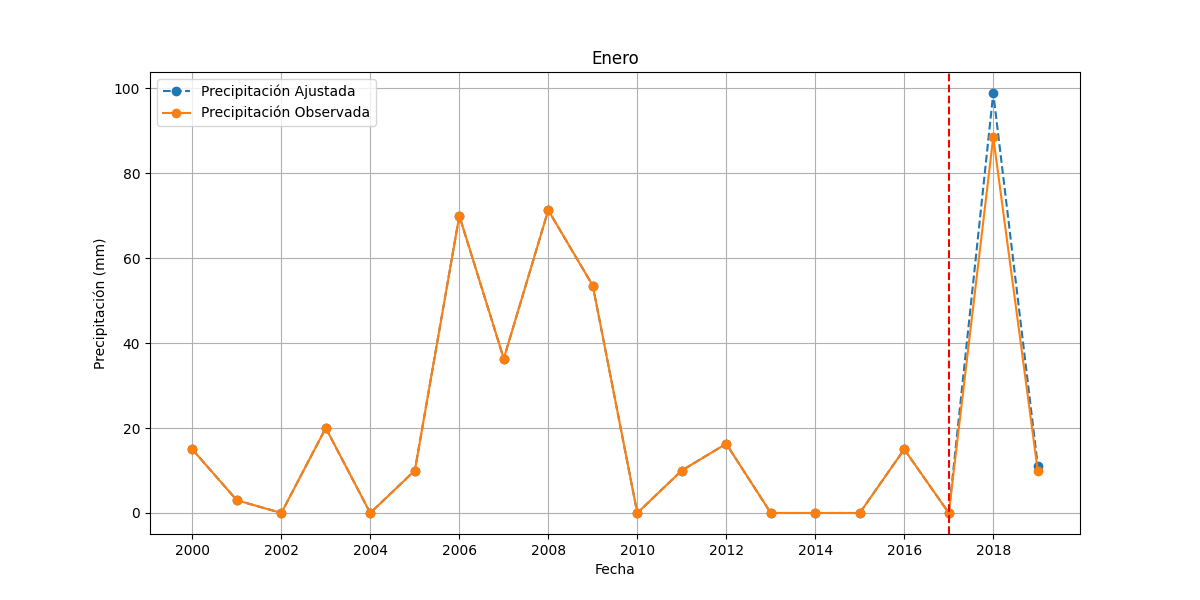 Enero
Precipitación Ajustada
Precipitación Observada
100
80
60
40
20
0
Precipitación (mm)
2000 2002 2004 2006 2008 2010 2012 2014 2016 2018
Fecha